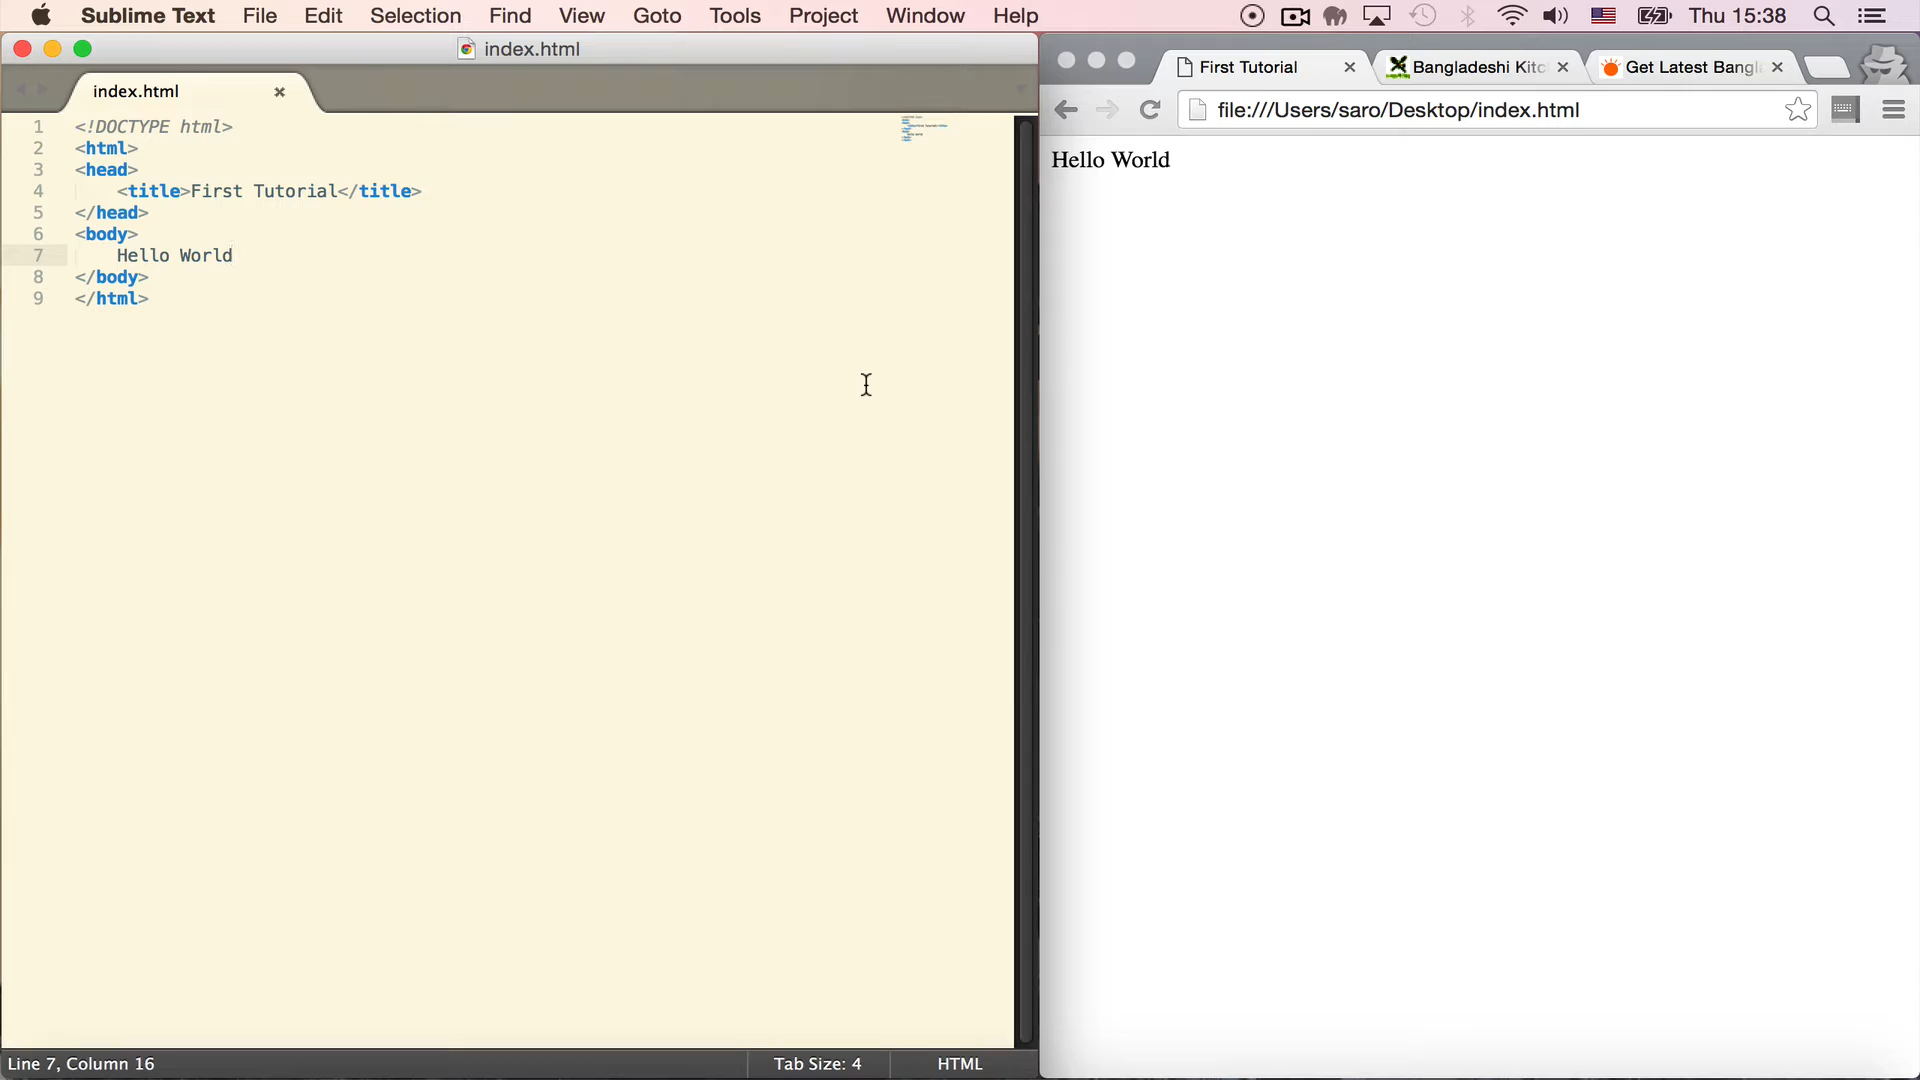 Sublime Text File Edit Selection Find View Goto Tools Project Window Help Thu 15:38
index.html
index.html
1 <!DOCTYPE html>
2 <html>
3 <head>
4 <title>First Tutorial</title>
5 </head>
6 <body>
7 Hello World
8 </body>
9 </html>
Line 7, Column 16 Tab Size: 4 HTML
First Tutorial Bangladeshi Kitc Get Latest Bangl
file:///Users/saro/Desktop/index.html
Hello World